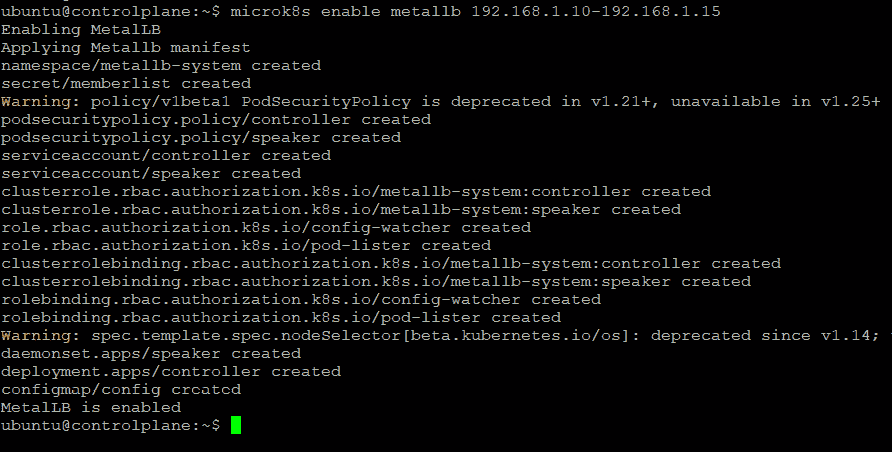 ubuntu@controlplane:~$ microk8s enable metallb 192.168.1.10-192.168.1.15
Enabling MetalLB
Applying Metallb manifest
namespace/metallb-system created
secret/memberlist created
Warning: policy/v1beta1 PodSecurityPolicy is deprecated in v1.21+, unavailable in v1.25+
podsecuritypolicy.policy/controller created
podsecuritypolicy.policy/speaker created
serviceaccount/controller created
serviceaccount/speaker created
clusterrole.rbac.authorization.k8s.io/metallb-system:controller created
clusterrole.rbac.authorization.k8s.io/metallb-system:speaker created
role.rbac.authorization.k8s.io/config-watcher created
role.rbac.authorization.k8s.io/pod-lister created
clusterrolebinding.rbac.authorization.k8s.io/metallb-system:controller created
clusterrolebinding.rbac.authorization.k8s.io/metallb-system:speaker created
rolebinding.rbac.authorization.k8s.io/config-watcher created
rolebinding.rbac.authorization.k8s.io/pod-lister created
Warning: spec.template.spec.nodeSelector[beta.kubernetes.io/os]: deprecated since v1.14;
daemonset.apps/speaker created
deployment.apps/controller created
configmap/config created
MetalLB is enabled
ubuntu@controlplane:~$